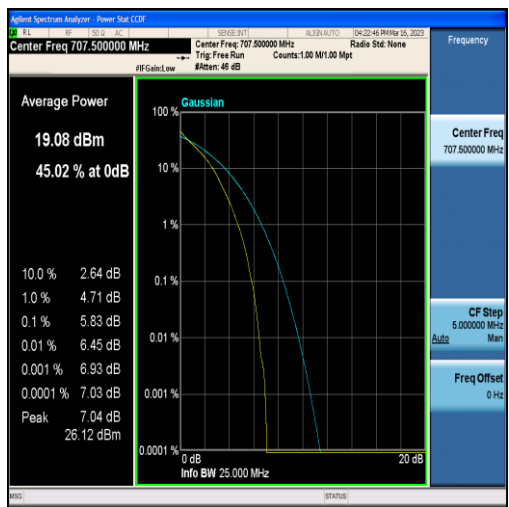 Agilent Spectrum Analyzer - Power Stat CCDF
RL RF 50 Ω AC SENSE:INT ALIGN AUTO 04:22:46 PM Mar 16, 2023
Center Freq 707.500000 MHz
Center Freq: 707.500000 MHz Radio Std: None
Trig: Free Run Counts:1.00 M/1.00 Mpt
#IFGain:Low #Atten: 46 dB
Frequency
Center Freq
707.500000 MHz
CF Step
5.000000 MHz
Auto Man
Freq Offset
0 Hz
Average Power
19.08 dBm
45.02 % at 0dB
10.0 % 2.64 dB
1.0 % 4.71 dB
0.1 % 5.83 dB
0.01 % 6.45 dB
0.001 % 6.93 dB
0.0001 % 7.03 dB
Peak 7.04 dB
26.12 dBm
Gaussian
100 %
10 %
1 %
0.1 %
0.01 %
0.001 %
0.0001 %
0 dB 20 dB
Info BW 25.000 MHz
MSG STATUS